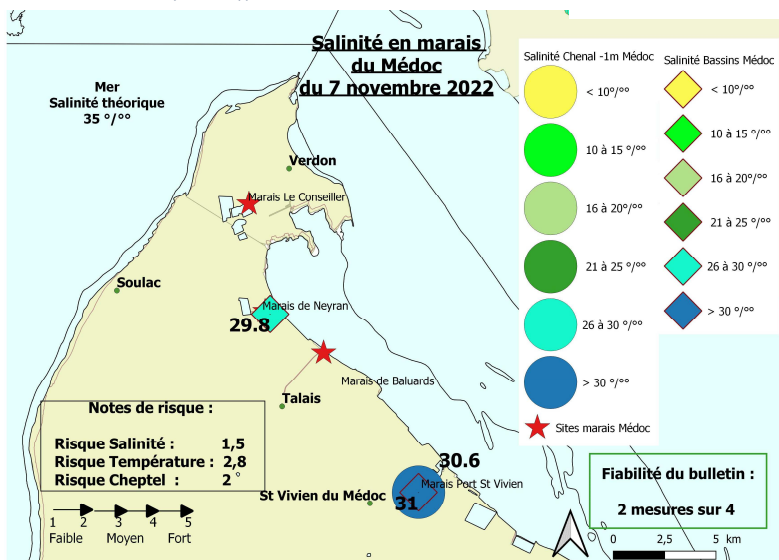 Salinité en marais
du Médoc
du 7 novembre 2022
Mer
Salinité théorique
35 °/°°
Verdon
Marais Le Conseiller
Soulac
Marais de Neyran
29.8
Marais de Baluards
Talais
30.6
Marais Port St Vivien
31
St Vivien du Médoc
Notes de risque :
Risque Salinité : 1,5
Risque Température : 2,8
Risque Cheptel : 2°
1 2 3 4 5
Faible Moyen Fort
Salinité Chenal -1m Médoc
< 10°/°°
10 à 15 °/°°
16 à 20°/°°
21 à 25 °/°°
26 à 30 °/°°
> 30 °/°°
Sites marais Médoc
Salinité Bassins Médoc
< 10°/°°
10 à 15 °/°°
16 à 20°/°°
21 à 25 °/°°
26 à 30 °/°°
> 30 °/°°
Fiabilité du bulletin :
2 mesures sur 4
0 2,5 5 km